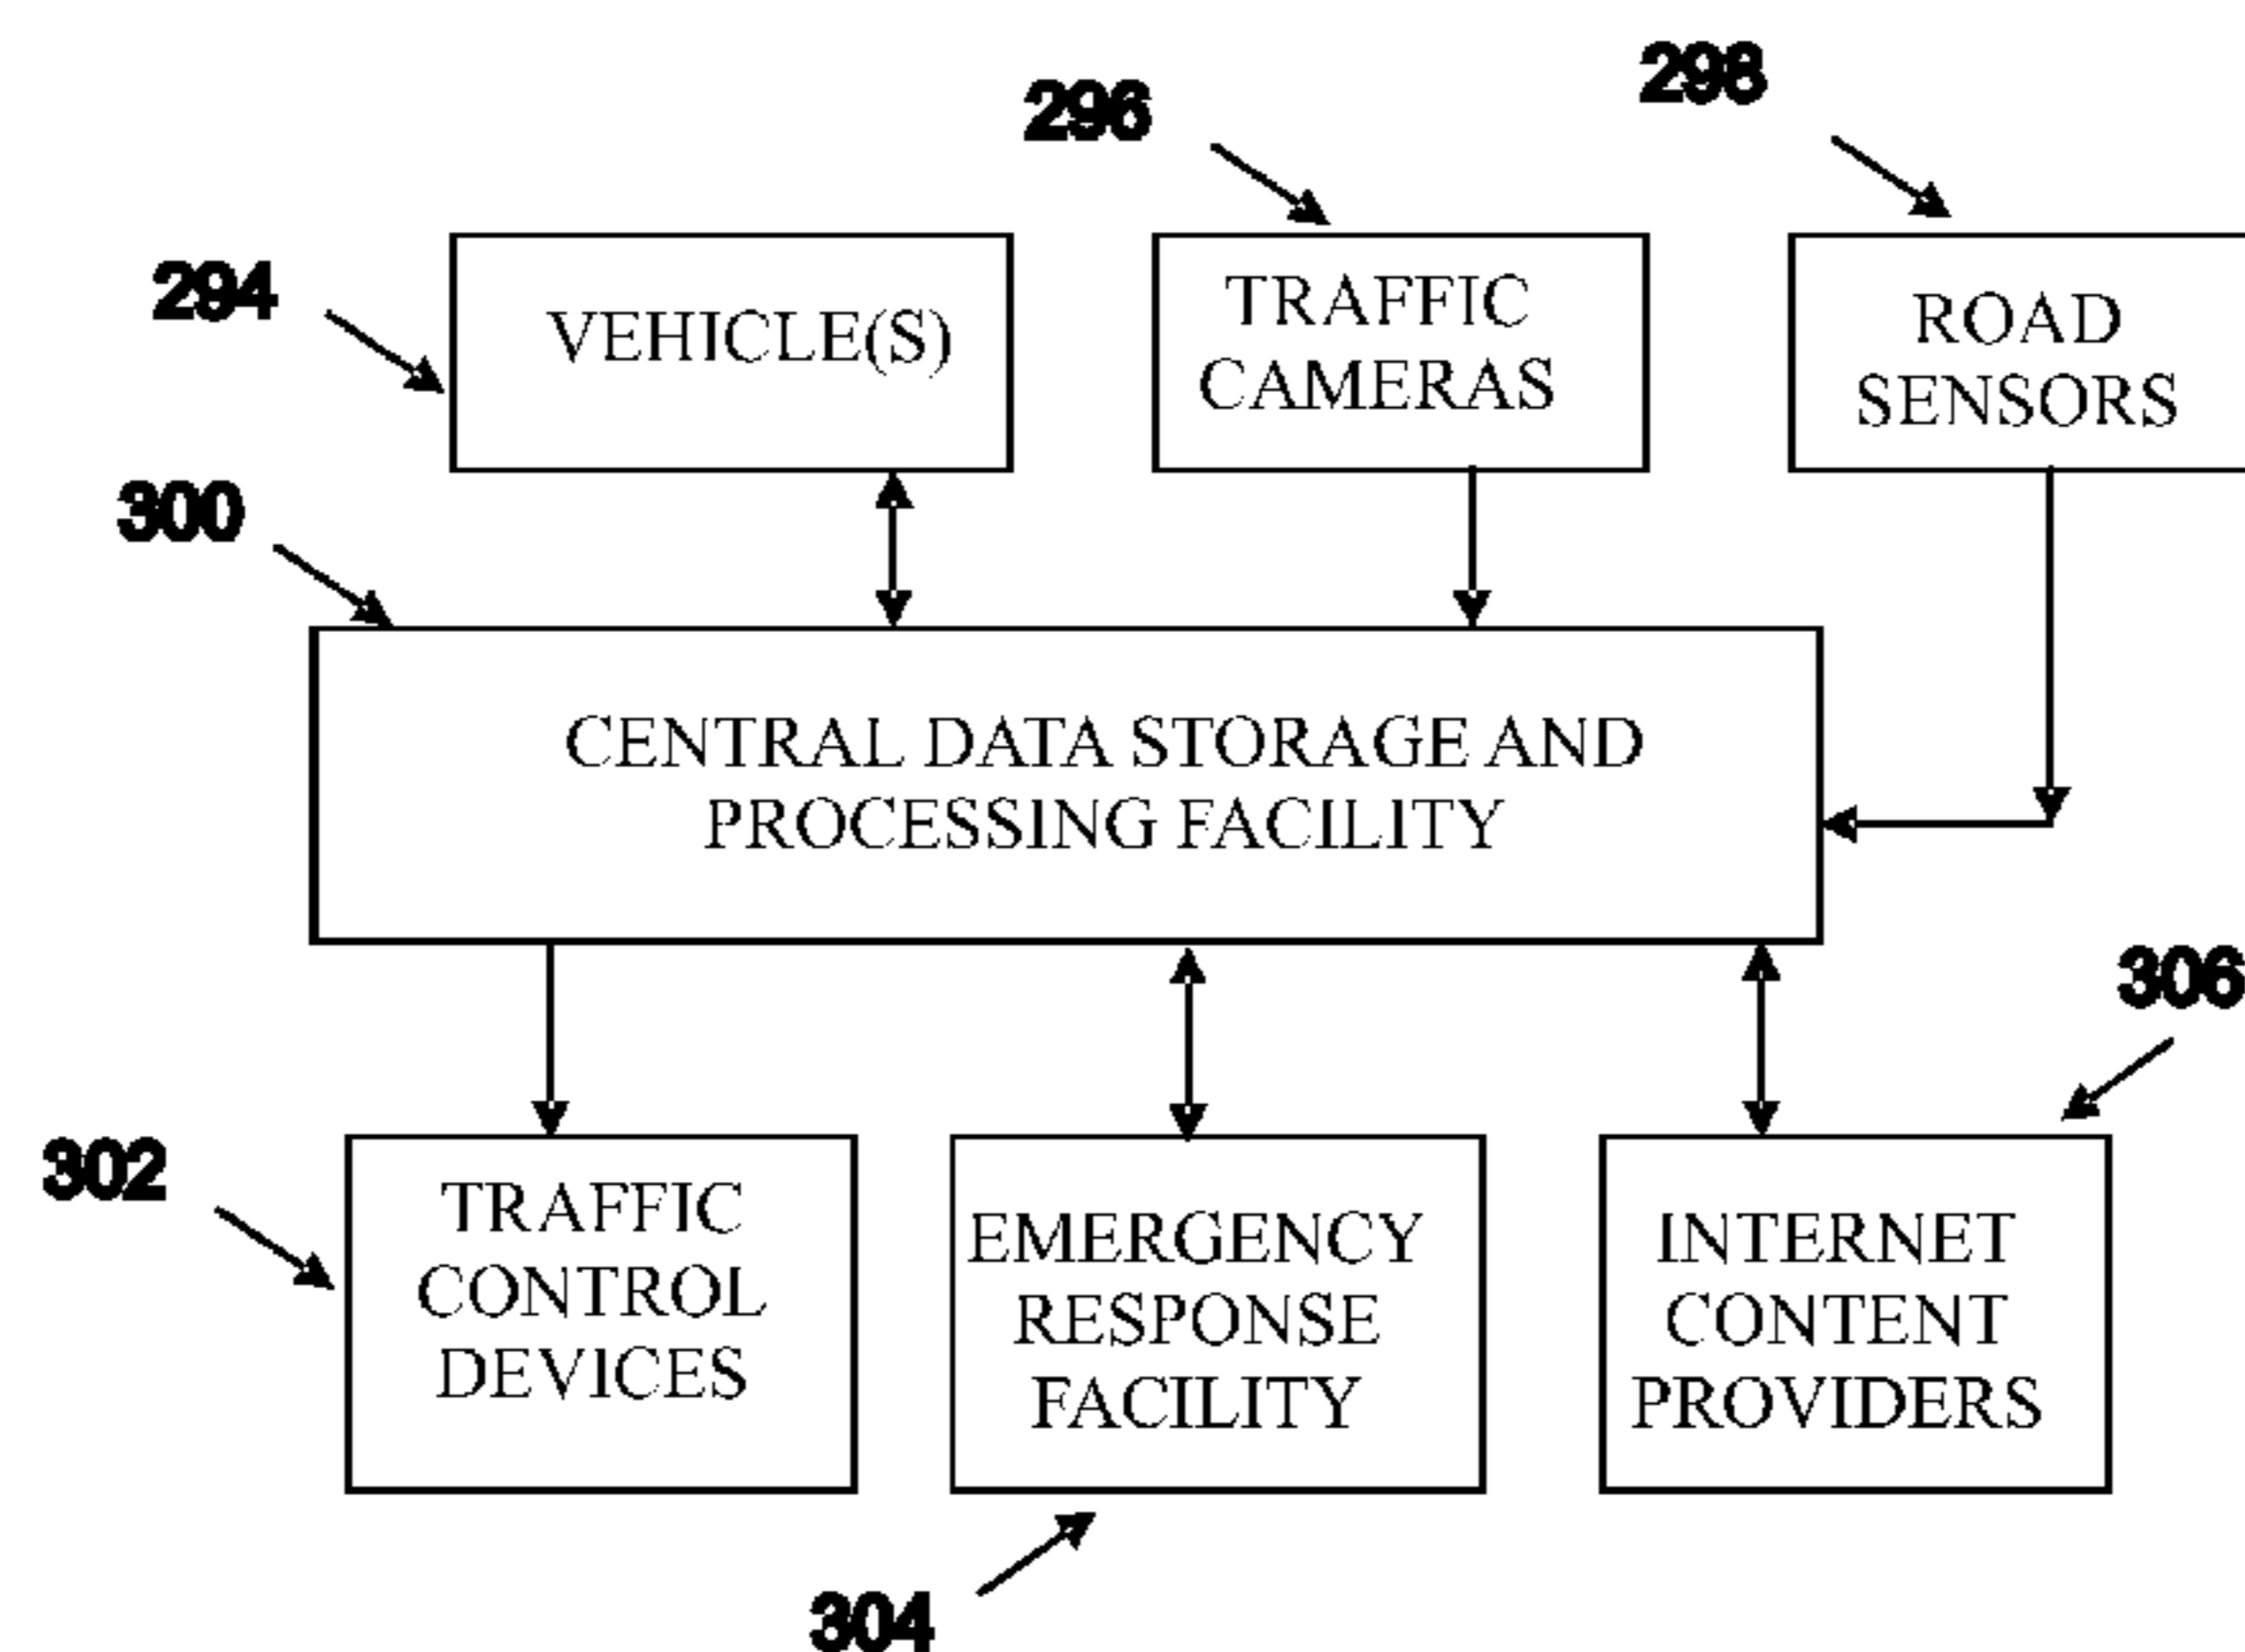 298
296
294
VEHICLE(S)
TRAFFIC
CAMERAS
ROAD
SENSORS
300
CENTRAL DATA STORAGE AND
PROCESSING FACILITY
306
302
TRAFFIC
CONTROL
DEVICES
EMERGENCY
RESPONSE
FACILITY
INTERNET
CONTENT
PROVIDERS
304